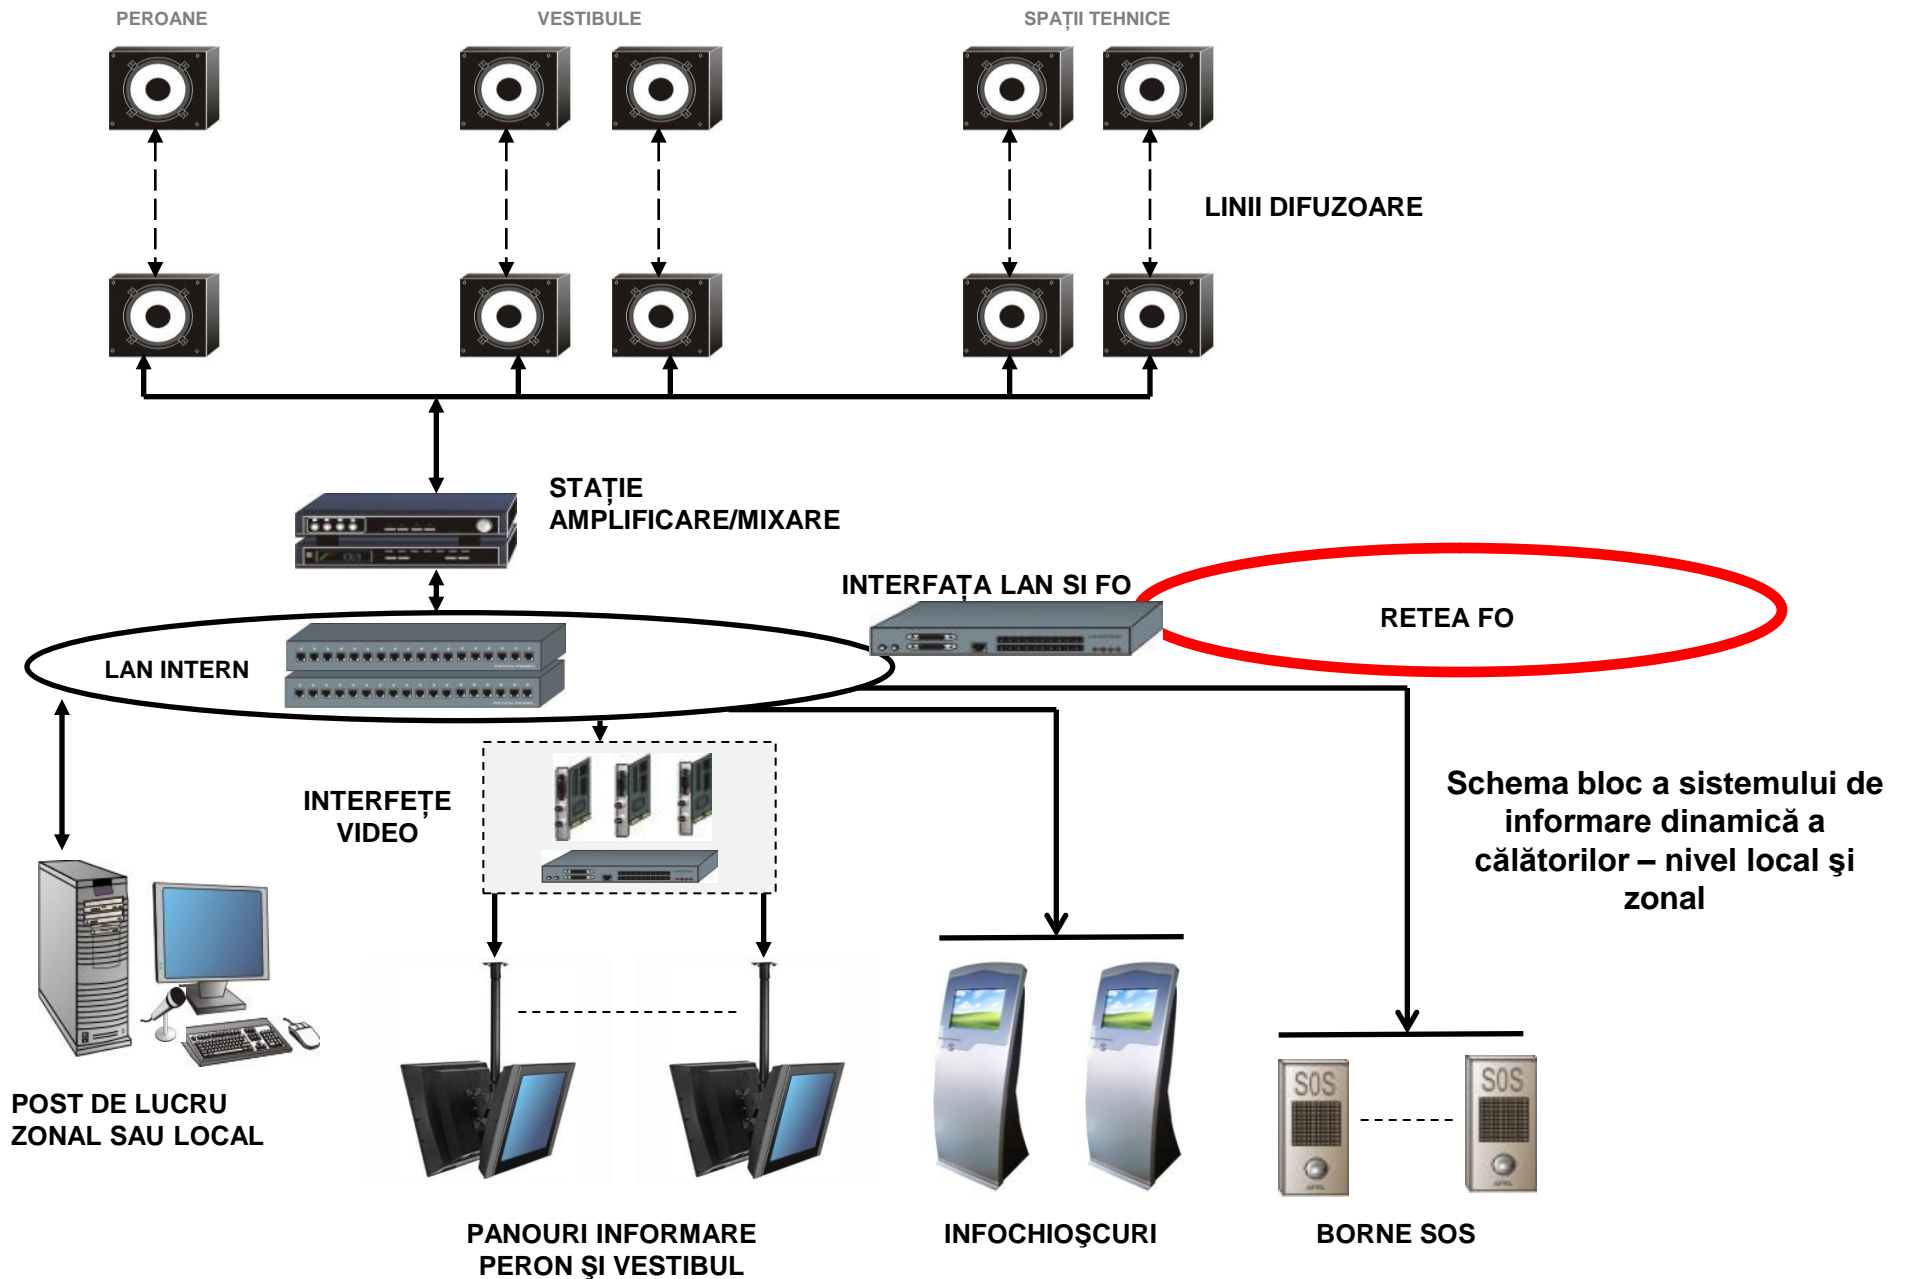 PEROANE
VESTIBULE
SPAȚII TEHNICE
LINII DIFUZOARE
STAȚIE
AMPLIFICARE/MIXARE
INTERFAȚA LAN SI FO
RETEA FO
LAN INTERN
INTERFEȚE
VIDEO
Schema bloc a sistemului de
informare dinamică a
călătorilor – nivel local şi
zonal
SOS
SOS
POST DE LUCRU
ZONAL SAU LOCAL
PANOURI INFORMARE
PERON ŞI VESTIBUL
INFOCHIOŞCURI
BORNE SOS